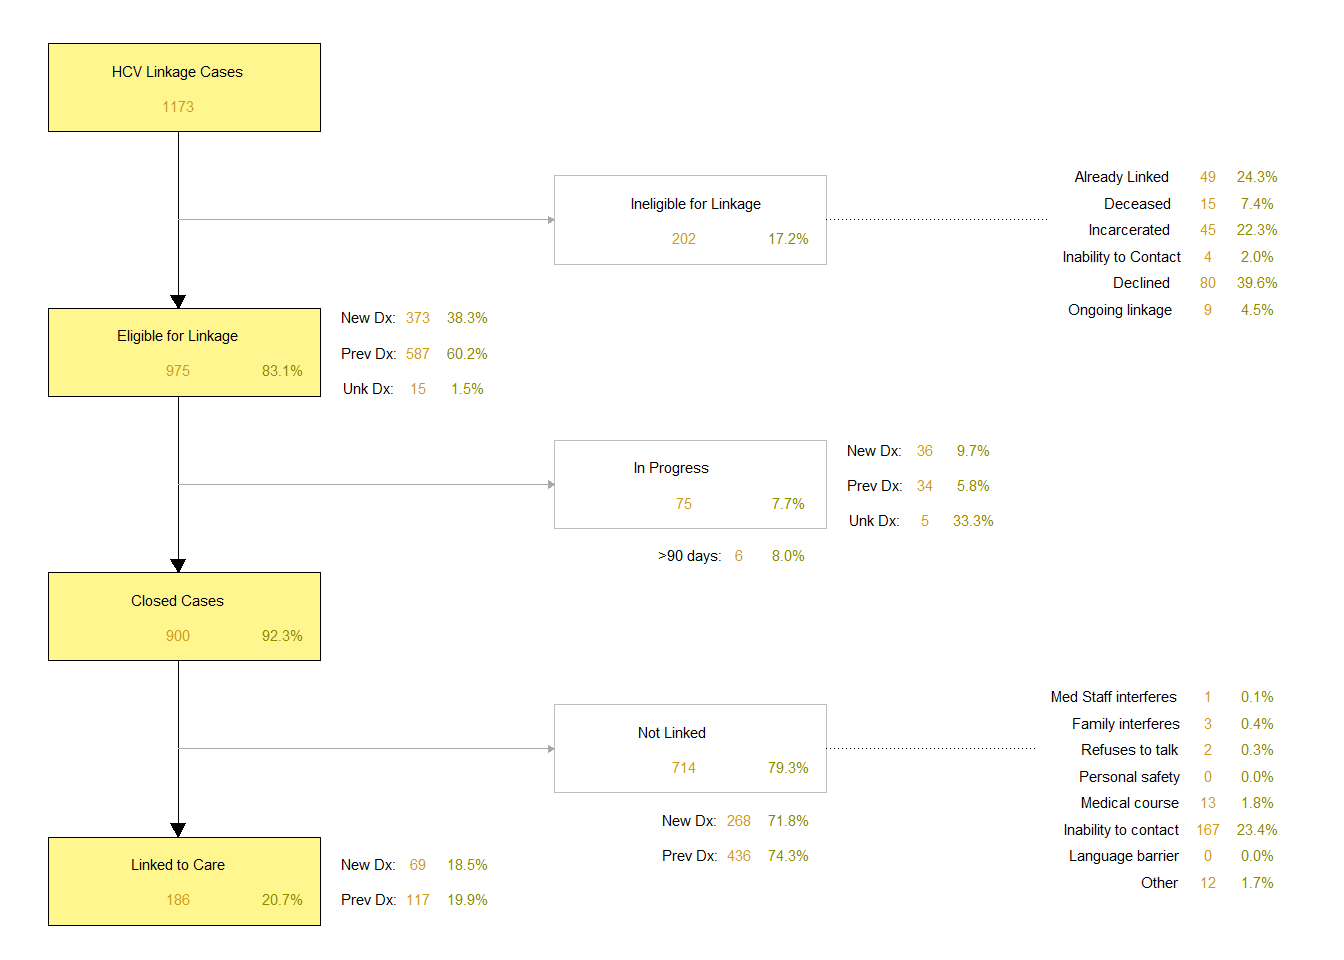 HCV Linkage Cases
1173
Ineligible for Linkage
202 17.2%
Already Linked 49 24.3%
Deceased 15 7.4%
Incarcerated 45 22.3%
Inability to Contact 4 2.0%
Declined 80 39.6%
Ongoing linkage 9 4.5%
Eligible for Linkage
975 83.1%
New Dx: 373 38.3%
Prev Dx: 587 60.2%
Unk Dx: 15 1.5%
In Progress
75 7.7%
New Dx: 36 9.7%
Prev Dx: 34 5.8%
Unk Dx: 5 33.3%
>90 days: 6 8.0%
Closed Cases
900 92.3%
Not Linked
714 79.3%
New Dx: 268 71.8%
Prev Dx: 436 74.3%
Med Staff interferes 1 0.1%
Family interferes 3 0.4%
Refuses to talk 2 0.3%
Personal safety 0 0.0%
Medical course 13 1.8%
Inability to contact 167 23.4%
Language barrier 0 0.0%
Other 12 1.7%
Linked to Care
186 20.7%
New Dx: 69 18.5%
Prev Dx: 117 19.9%